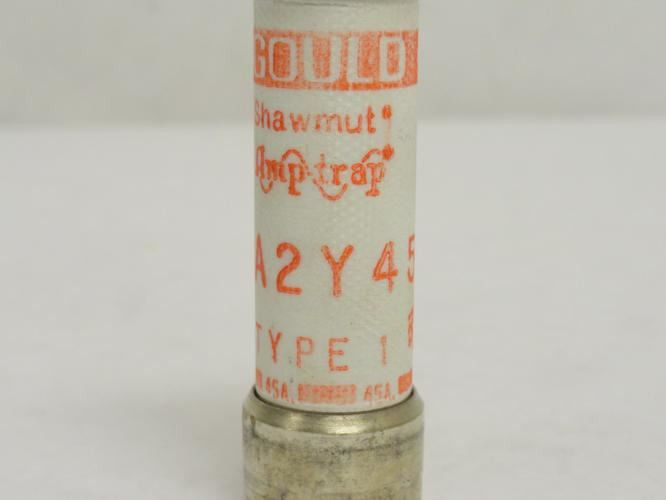 GOULD
Shawmut
Amp-trap
A2Y45
TYPE 1
45A. 45A.